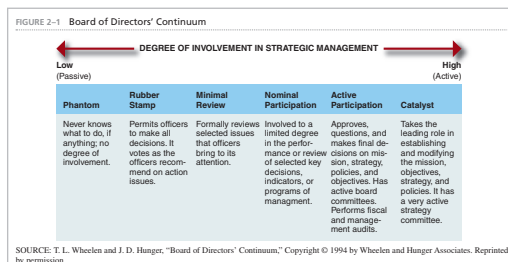 FIGURE 2–1 Board of Directors’ Continuum
DEGREE OF INVOLVEMENT IN STRATEGIC MANAGEMENT
Low
(Passive)
High
(Active)
Phantom
Never knows
what to do, if
anything; no
degree of
involvement.
Rubber
Stamp
Permits officers
to make all
decisions. It
votes as the
officers recom-
mend on action
issues.
Minimal
Review
Formally reviews
selected issues
that officers
bring to its
attention.
Nominal
Participation
Involved to a
limited degree
in the perfor-
mance or review
of selected key
decisions,
indicators, or
programs of
managment.
Active
Participation
Approves,
questions, and
makes final de-
cisions on mis-
sion, strategy,
policies, and
objectives. Has
active board
committees.
Performs fiscal
and manage-
ment audits.
Catalyst
Takes the
leading role in
establishing
and modifying
the mission,
objectives,
strategy, and
policies. It has
a very active
strategy
committee.
SOURCE: T. L. Wheelen and J. D. Hunger, “Board of Directors’ Continuum,” Copyright © 1994 by Wheelen and Hunger Associates. Reprinted
by permission